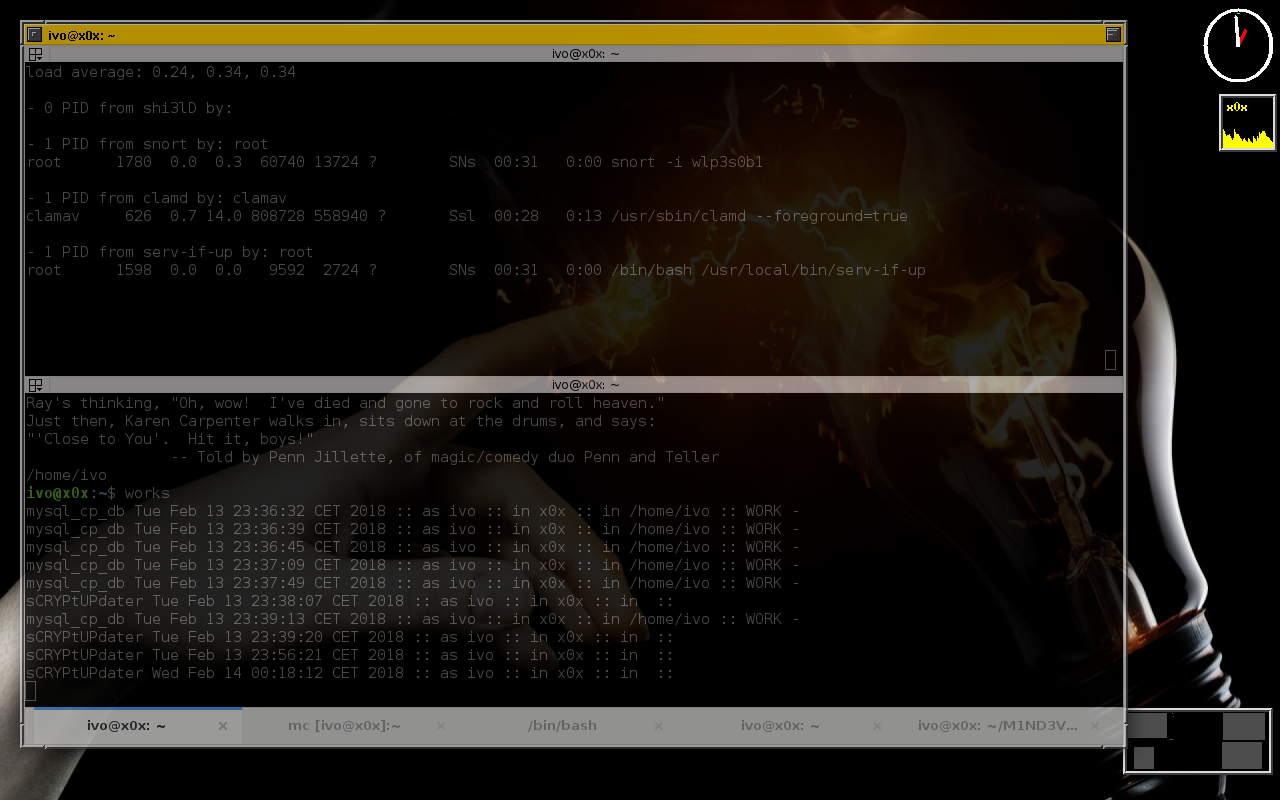 ivo@x0x: ~
x0x
ivo@x0x: ~
load average: 0.24, 0.34, 0.34
- 0 PID from shi3lD by:
- 1 PID from snort by: root
root      1780  0.0  0.3  60740 13724 ?       SNs  00:31   0:00 snort -i wlp3s0b1
- 1 PID from clamd by: clamav
clamav     626  0.7 14.0 808728 558940 ?       Ssl  00:28   0:13 /usr/sbin/clamd --foreground=true
- 1 PID from serv-if-up by: root
root      1598  0.0  0.0   9592  2724 ?        SNs  00:31   0:00 /bin/bash /usr/local/bin/serv-if-up
ivo@x0x: ~
Ray's thinking, "Oh, wow!  I've died and gone to rock and roll heaven."
Just then, Karen Carpenter walks in, sits down at the drums, and says:
"'Close to You'.  Hit it, boys!"
-- Told by Penn Jillette, of magic/comedy duo Penn and Teller
/home/ivo
ivo@x0x:~$ works
mysql_cp_db Tue Feb 13 23:36:32 CET 2018 :: as ivo :: in x0x :: in /home/ivo :: WORK -
mysql_cp_db Tue Feb 13 23:36:39 CET 2018 :: as ivo :: in x0x :: in /home/ivo :: WORK -
mysql_cp_db Tue Feb 13 23:36:45 CET 2018 :: as ivo :: in x0x :: in /home/ivo :: WORK -
mysql_cp_db Tue Feb 13 23:37:09 CET 2018 :: as ivo :: in x0x :: in /home/ivo :: WORK -
mysql_cp_db Tue Feb 13 23:37:49 CET 2018 :: as ivo :: in x0x :: in /home/ivo :: WORK -
sCRYPtUPdater Tue Feb 13 23:38:07 CET 2018 :: as ivo :: in x0x :: in  ::
mysql_cp_db Tue Feb 13 23:39:13 CET 2018 :: as ivo :: in x0x :: in /home/ivo :: WORK -
sCRYPtUPdater Tue Feb 13 23:39:20 CET 2018 :: as ivo :: in x0x :: in  ::
sCRYPtUPdater Tue Feb 13 23:56:21 CET 2018 :: as ivo :: in x0x :: in  ::
sCRYPtUPdater Wed Feb 14 00:18:12 CET 2018 :: as ivo :: in x0x :: in  ::
ivo@x0x: ~ × mc [ivo@x0x]:~ × /bin/bash × ivo@x0x: ~ × ivo@x0x: ~/M1ND3V... ×